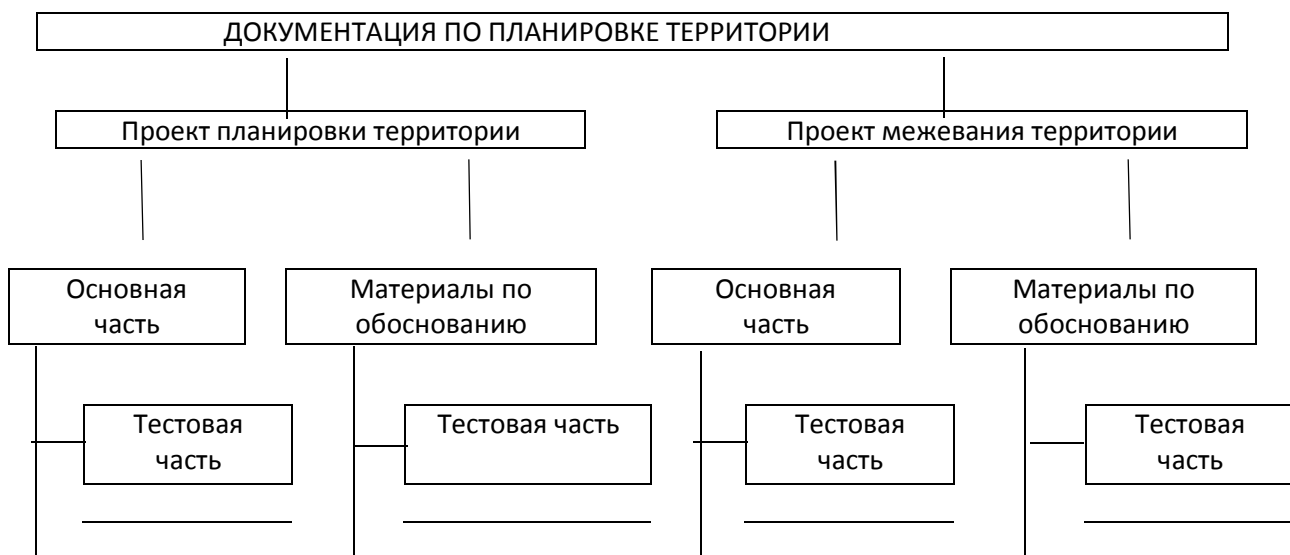 ДОКУМЕНТАЦИЯ ПО ПЛАНИРОВКЕ ТЕРРИТОРИИ
Проект планировки территории
Проект межевания территории
Основная
часть
Материалы по
обоснованию
Основная
часть
Материалы по
обоснованию
Тестовая
часть
Тестовая часть
Тестовая
часть
Тестовая
часть